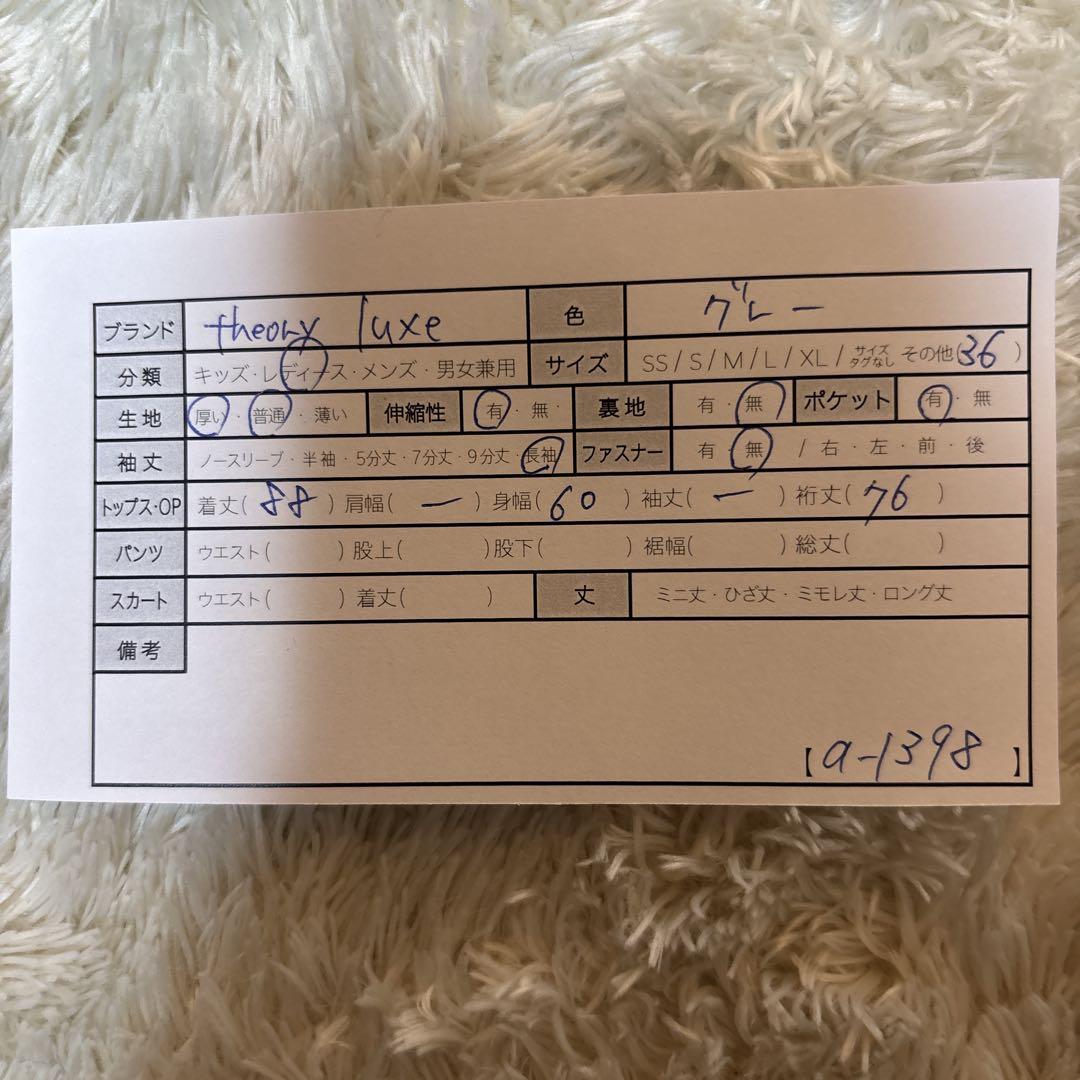 ブランド theory luxe 色 グレー
分類 キッズ・レディース・メンズ・男女兼用 サイズ SS / S / M / L / XL / サイズタグなし その他(36)
生地 厚い・普通・薄い 伸縮性 有・無 裏地 有・無 ポケット 有・無
袖丈 ノースリーブ・半袖・5分丈・7分丈・9分丈・長袖 ファスナー 有・無 / 右・左・前・後
トップス・OP 着丈( 88 ) 肩幅( ー ) 身幅( 60 ) 袖丈( ー ) 裄丈( 76 )
パンツ ウエスト( ) 股上( ) 股下( ) 裾幅( ) 総丈( )
スカート ウエスト( ) 着丈( ) 丈 ミニ丈・ひざ丈・ミモレ丈・ロング丈
備考
【a-1398】